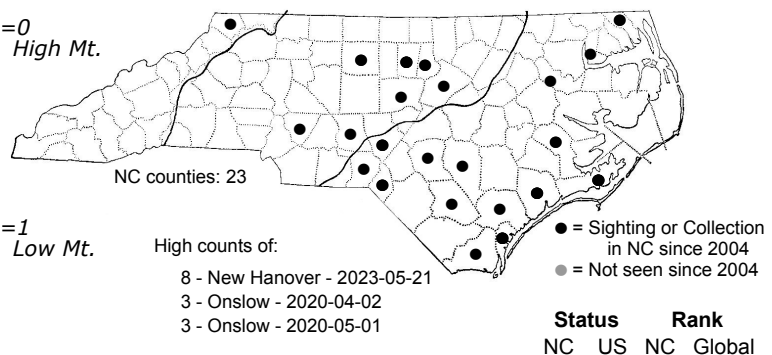 =0
High Mt.
NC counties: 23
=1
Low Mt.
High counts of:
8 - New Hanover - 2023-05-21
3 - Onslow - 2020-04-02
3 - Onslow - 2020-05-01
● = Sighting or Collection
in NC since 2004
● = Not seen since 2004
Status Rank
NC US NC Global